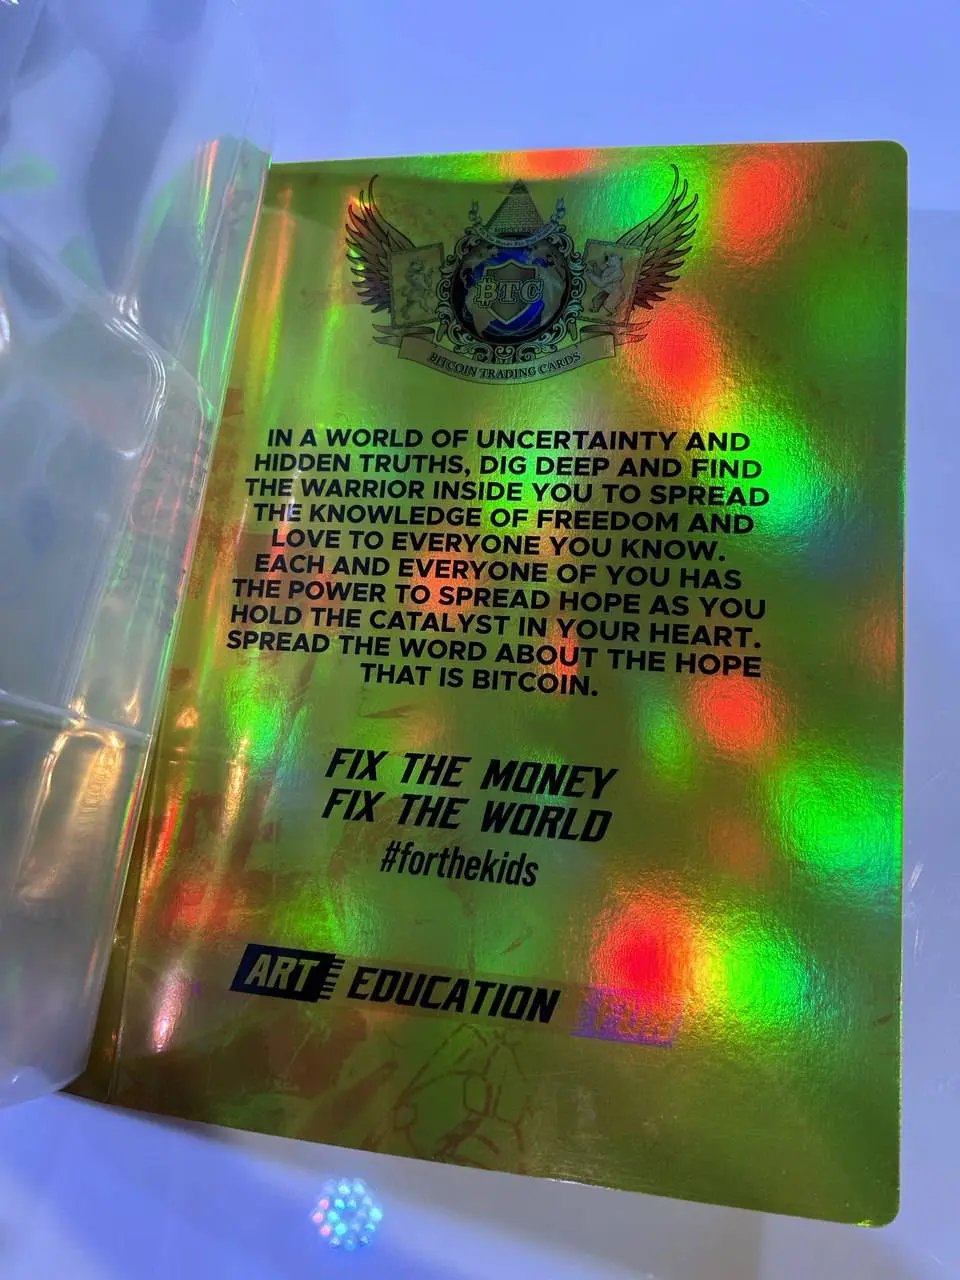 BTC
BITCOIN TRADING CARDS
IN A WORLD OF UNCERTAINTY AND
HIDDEN TRUTHS, DIG DEEP AND FIND
THE WARRIOR INSIDE YOU TO SPREAD
THE KNOWLEDGE OF FREEDOM AND
LOVE TO EVERYONE YOU KNOW.
EACH AND EVERYONE OF YOU HAS
THE POWER TO SPREAD HOPE AS YOU
HOLD THE CATALYST IN YOUR HEART.
SPREAD THE WORD ABOUT THE HOPE
THAT IS BITCOIN.
FIX THE MONEY
FIX THE WORLD
#forthekids
ART EDUCATION